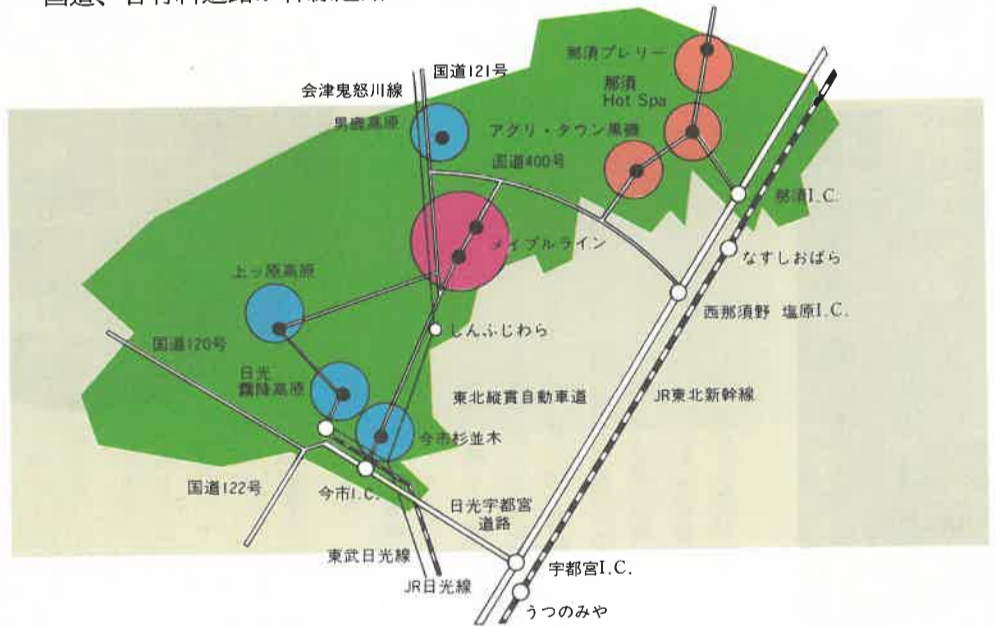 那須プレリー
国道121号
那須
Hot Spa
会津鬼怒川線
男鹿高原
アグリ・タウン黒磯
国道400号
那須I.C.
メイプルライン
なすしおばら
上ッ原高原
西那須野 塩原I.C.
しんふじわら
国道120号
日光
霧降高原
東北縦貫自動車道
JR東北新幹線
今市杉並木
国道122号
今市I.C.
日光宇都宮
道路
東武日光線
宇都宮I.C.
JR日光線
うつのみや